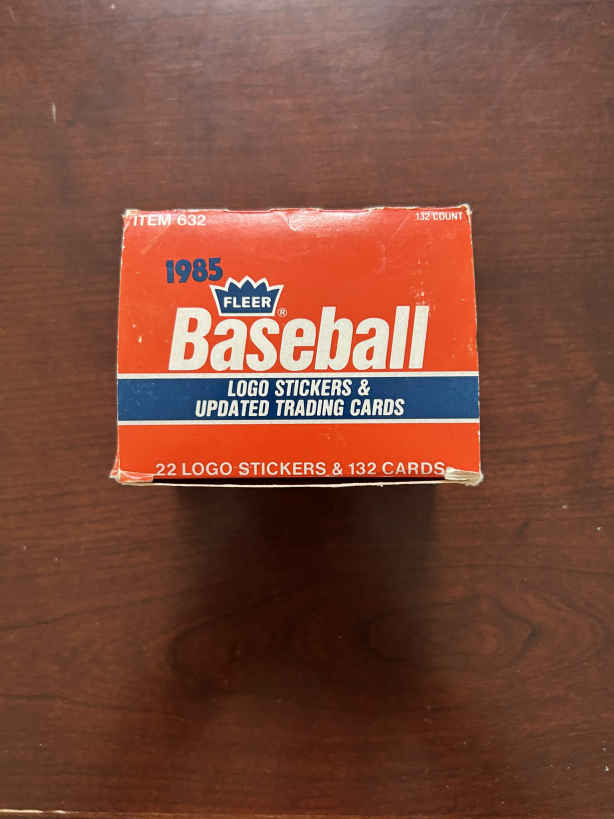 ITEM 632
132 COUNT
1985
FLEER
®
Baseball
LOGO STICKERS &
UPDATED TRADING CARDS
22 LOGO STICKERS & 132 CARDS